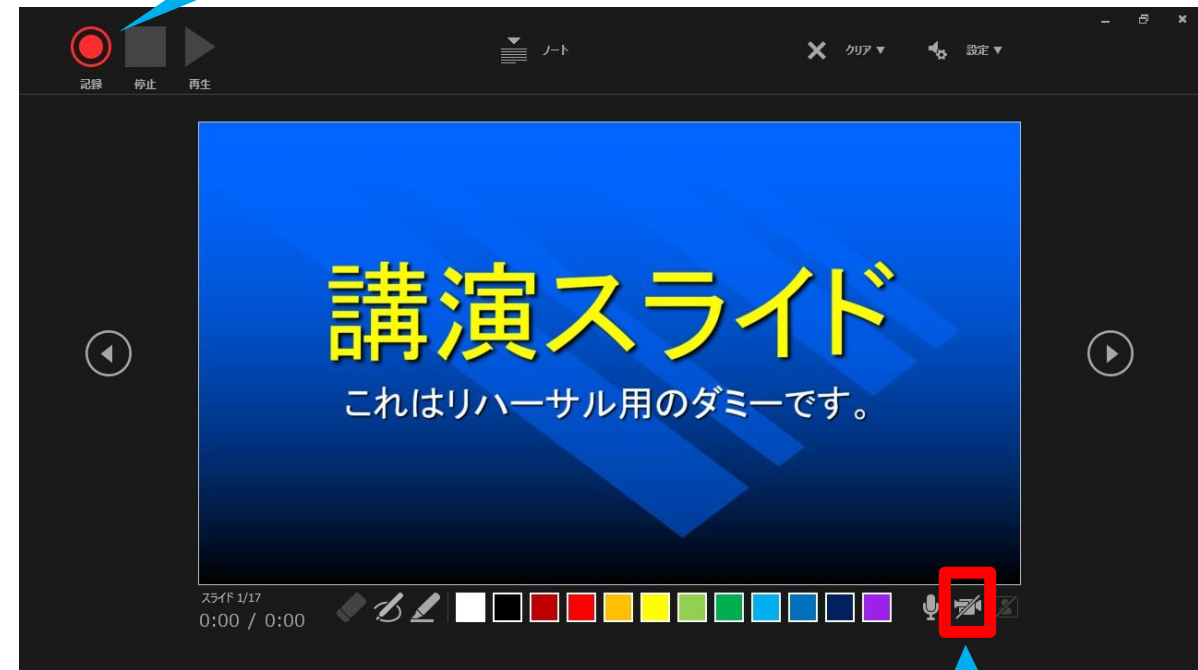 記録 停止 再生
ノート
クリア▼
設定▼
講演スライド
これはリハーサル用のダミーです。
スライド 1/17
0:00 / 0:00